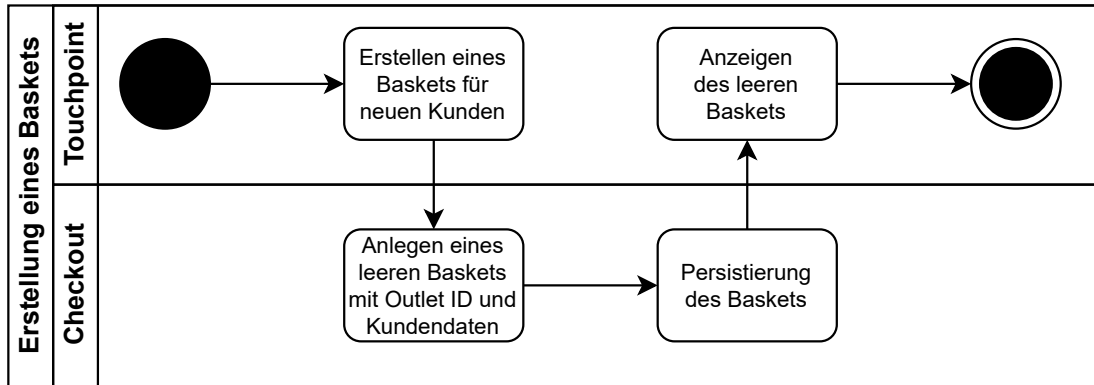 Erstellung eines Baskets
Touchpoint
Erstellen eines
Baskets für
neuen Kunden
Anzeigen
des leeren
Baskets
Checkout
Anlegen eines
leeren Baskets
mit Outlet ID und
Kundendaten
Persistierung
des Baskets